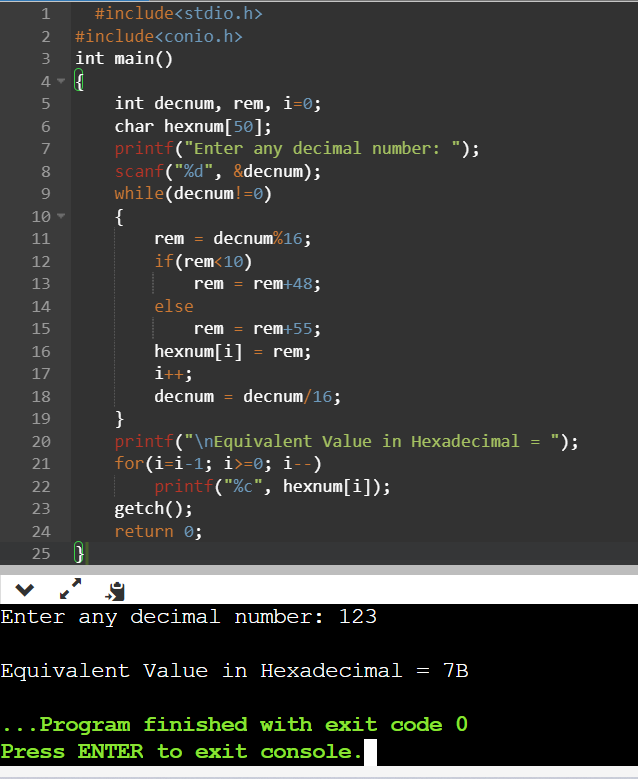 1 #include<stdio.h>
2 #include<conio.h>
3 int main()
4 {
5 int decnum, rem, i=0;
6 char hexnum[50];
7 printf("Enter any decimal number: ");
8 scanf("%d", &decnum);
9 while(decnum!=0)
10 {
11 rem = decnum%16;
12 if(rem<10)
13 rem = rem+48;
14 else
15 rem = rem+55;
16 hexnum[i] = rem;
17 i++;
18 decnum = decnum/16;
19 }
20 printf("\nEquivalent Value in Hexadecimal = ");
21 for(i=i-1; i>=0; i--)
22 printf("%c", hexnum[i]);
23 getch();
24 return 0;
25 }
Enter any decimal number: 123
Equivalent Value in Hexadecimal = 7B
...Program finished with exit code 0
Press ENTER to exit console.